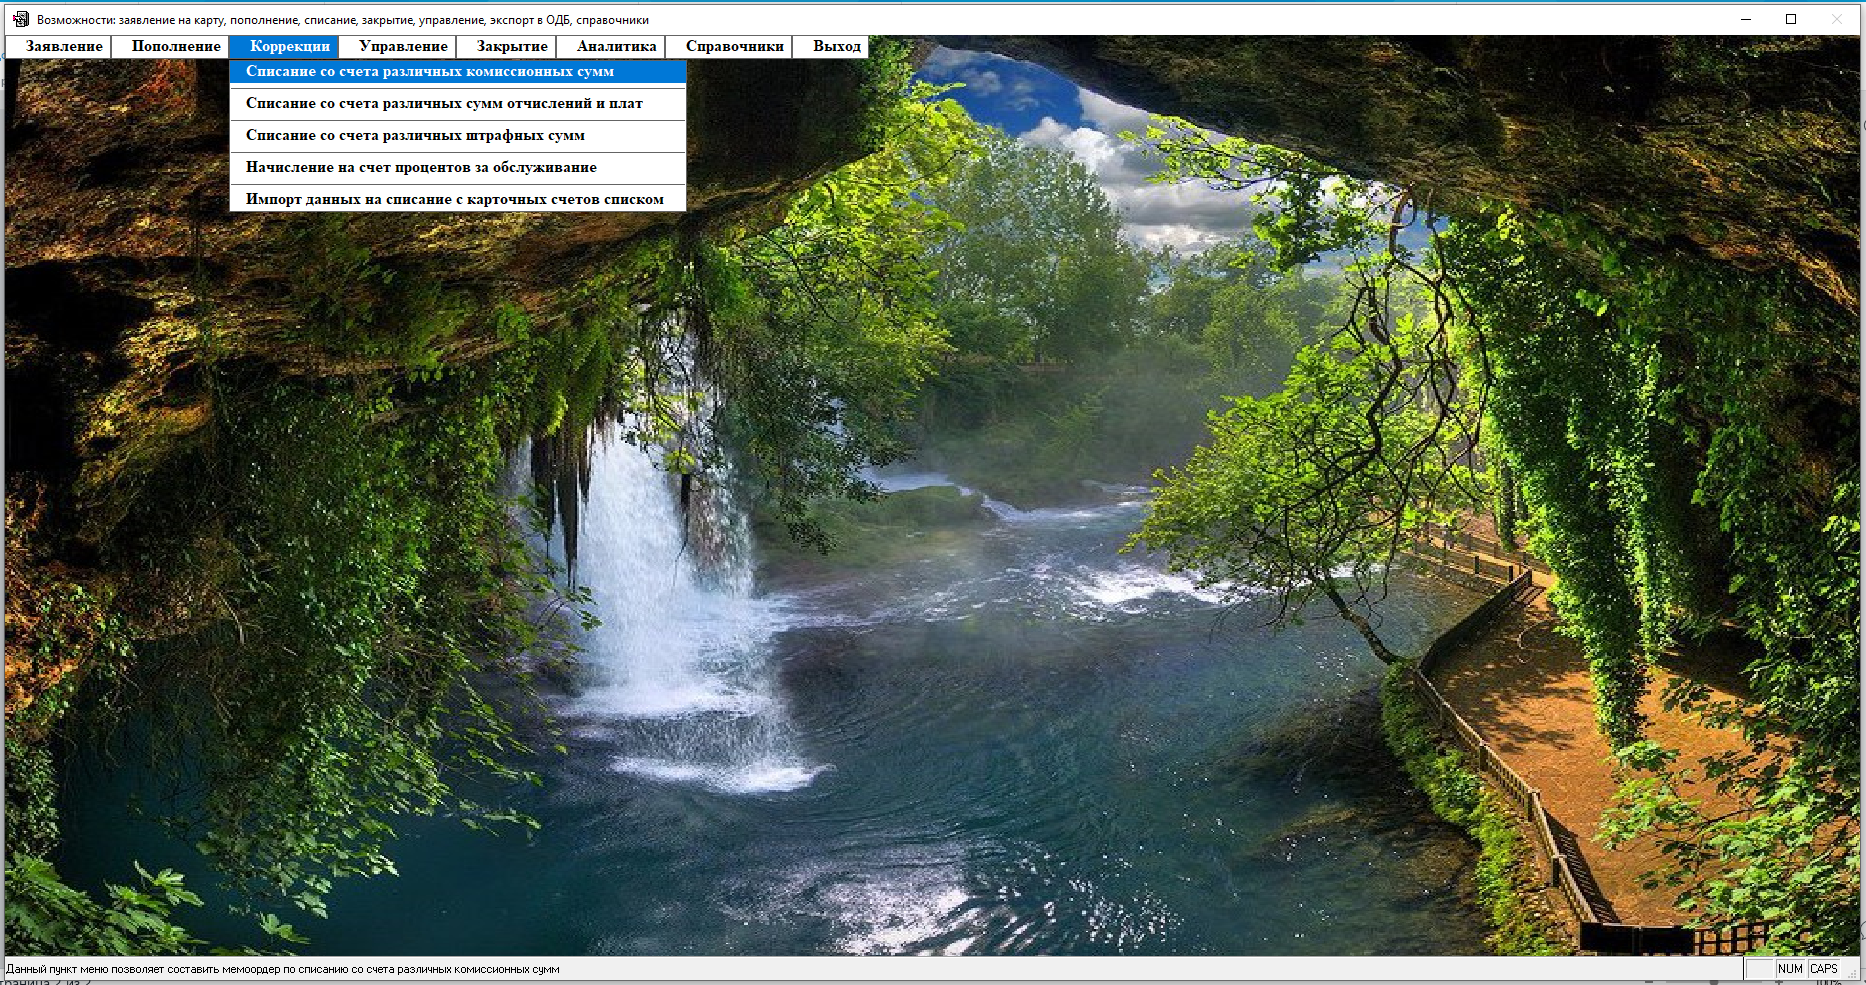 Возможности: заявление на карту, пополнение, списание, закрытие, управление, экспорт в ОДБ, справочники
Заявление Пополнение Коррекции Управление Закрытие Аналитика Справочники Выход
Списание со счета различных комиссионных сумм
Списание со счета различных сумм отчислений и плат
Списание со счета различных штрафных сумм
Начисление на счет процентов за обслуживание
Импорт данных на списание с карточных счетов списком
Данный пункт меню позволяет составить мемоордер по списанию со счета различных комиссионных сумм
NUM CAPS